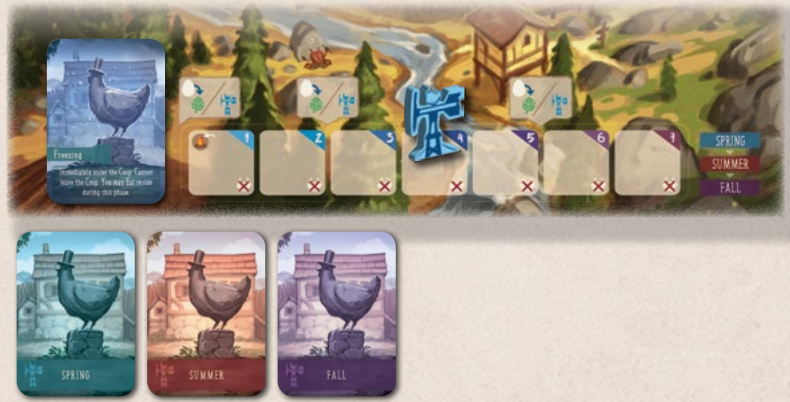 1 2 3 4 5 6 7
Freezing
Immediately enter the Coop. Cannot
leave the Coop. You may Eat inside
during this phase.
SPRING
SUMMER
FALL
SPRING
SUMMER
FALL